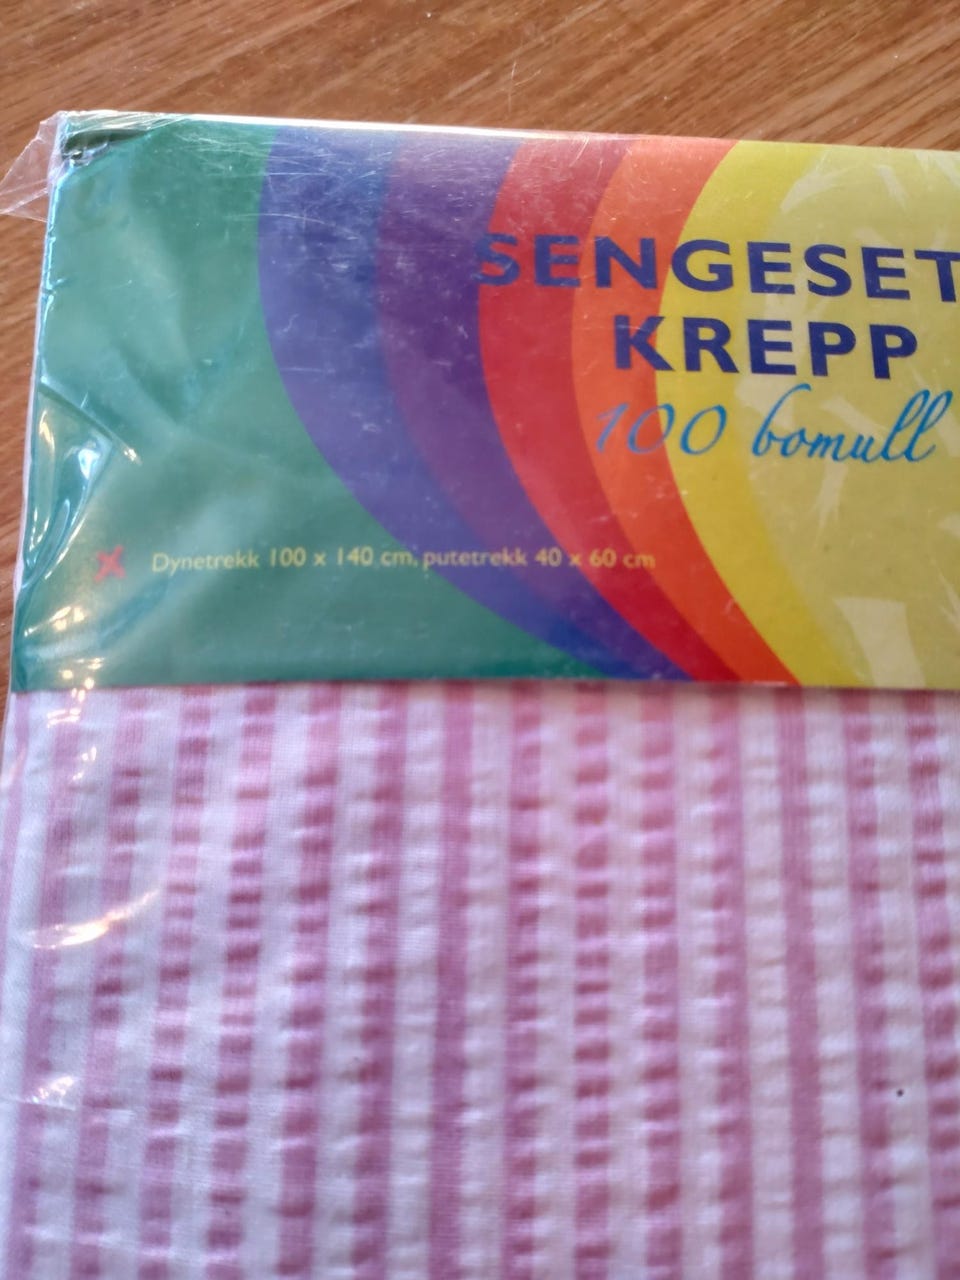 SENGESET
KREPP
100 bomull
x Dynetrekk 100 x 140 cm, putetrekk 40 x 60 cm